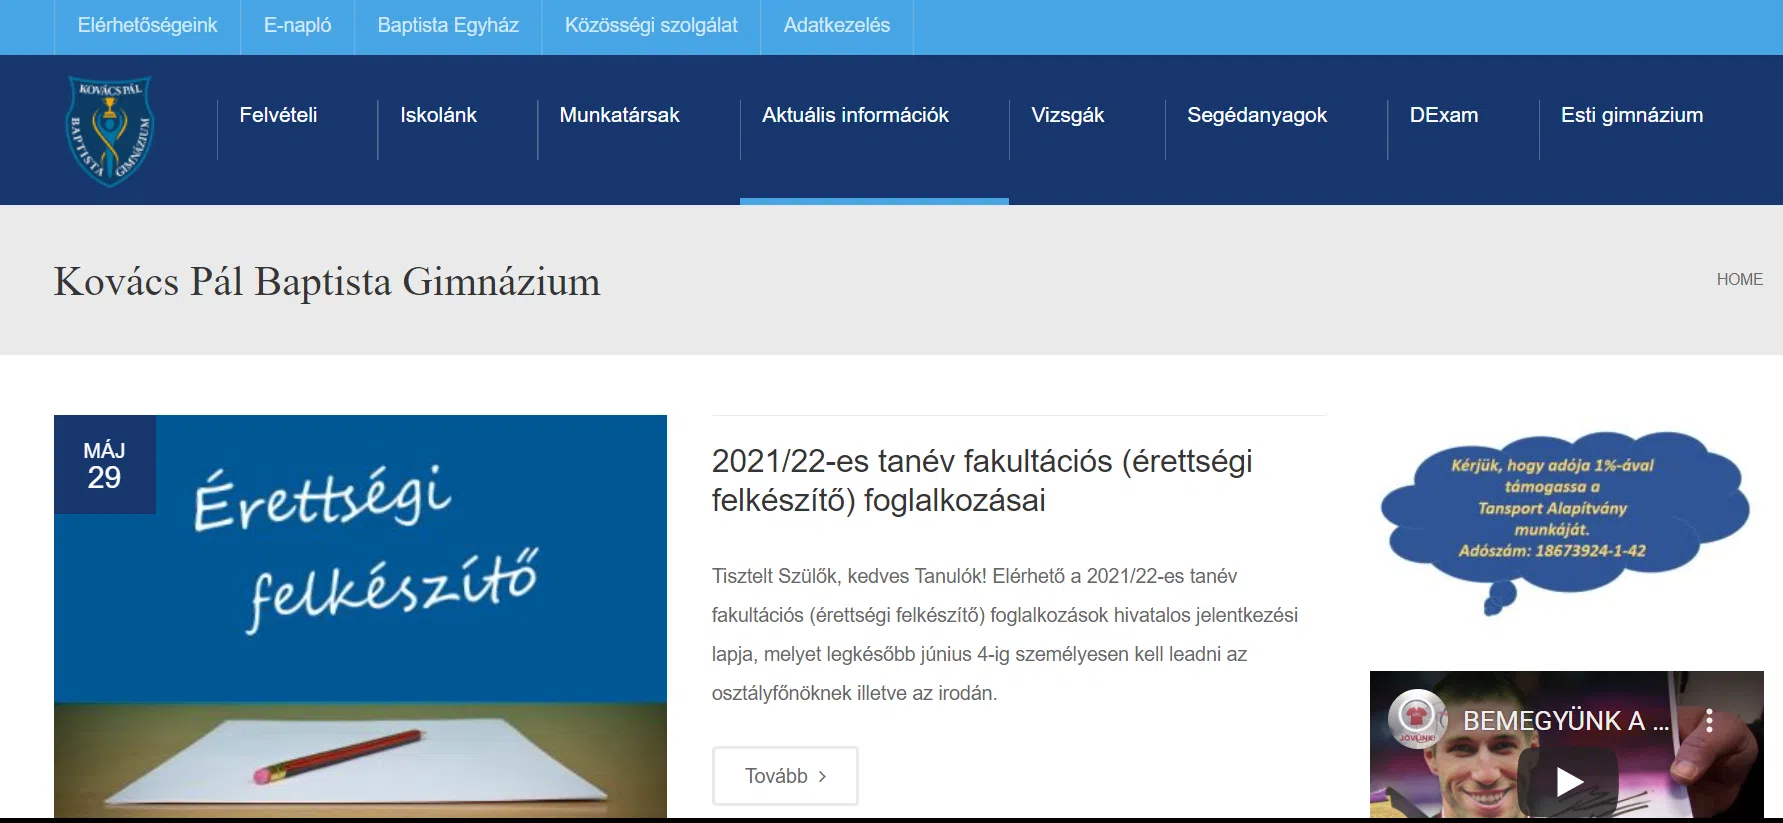 Elérhetőségeink
E-napló
Baptista Egyház
Közösségi szolgálat
Adatkezelés
KOVÁCS PÁL
BAPTISTA
GIMNÁZIUM
Felvételi
Iskolánk
Munkatársak
Aktuális információk
Vizsgák
Segédanyagok
DExam
Esti gimnázium
Kovács Pál Baptista Gimnázium
HOME
MÁJ
29
Érettségi
felkészítő
2021/22-es tanév fakultációs (érettségi
felkészítő) foglalkozásai
Tisztelt Szülők, kedves Tanulók! Elérhető a 2021/22-es tanév
fakultációs (érettségi felkészítő) foglalkozások hivatalos jelentkezési
lapja, melyet legkésőbb június 4-ig személyesen kell leadni az
osztályfőnöknek illetve az irodán.
Tovább
Kérjük, hogy adója 1%-ával
támogassa a
Tansport Alapítvány
munkáját.
Adószám: 18673924-1-42
JÖVÜNK!
BEMEGYÜNK A ...